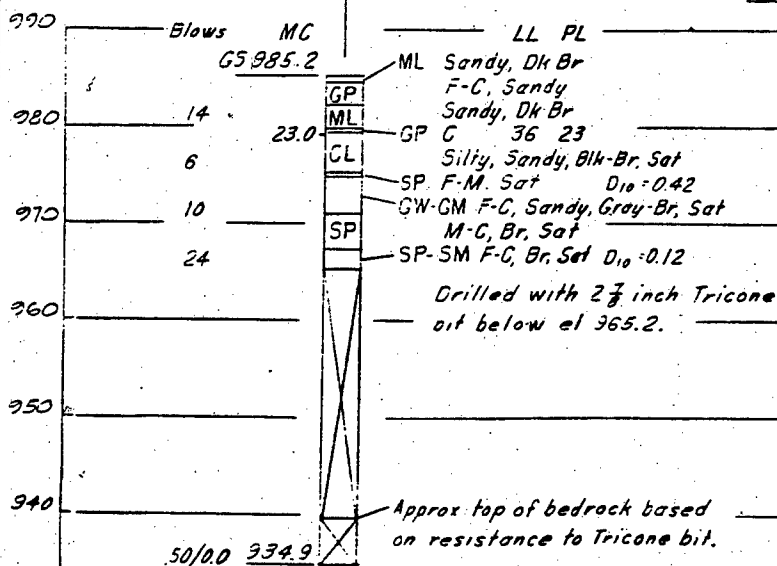 990 Blows MC LL PL
GS 985.2 ML Sandy, Dk Br
GP F-C, Sandy
980 14 ML Sandy, Dk Br
23.0 GP C 36 23
6 CL Silty, Sandy, Blk-Br, Sat
SP F-M. Sat D10=0.42
970 10 GW-GM F-C, Sandy, Gray-Br, Sat
SP M-C, Br, Sat
24 SP-SM F-C, Br, Sat D10=0.12
Drilled with 2 7/8 inch Tricone
960 bit below el 965.2.
950
940 Approx top of bedrock based
on resistance to Tricone bit.
50/0.0 934.9